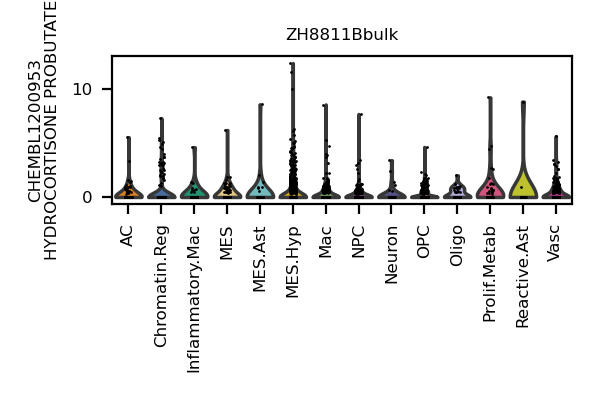 ZH8811Bbulk
CHEMBL1200953
HYDROCORTISONE PROBUTATE
10
0
AC
Chromatin.Reg
Inflammatory.Mac
MES
MES.Ast
MES.Hyp
Mac
NPC
Neuron
OPC
Oligo
Prolif.Metab
Reactive.Ast
Vasc